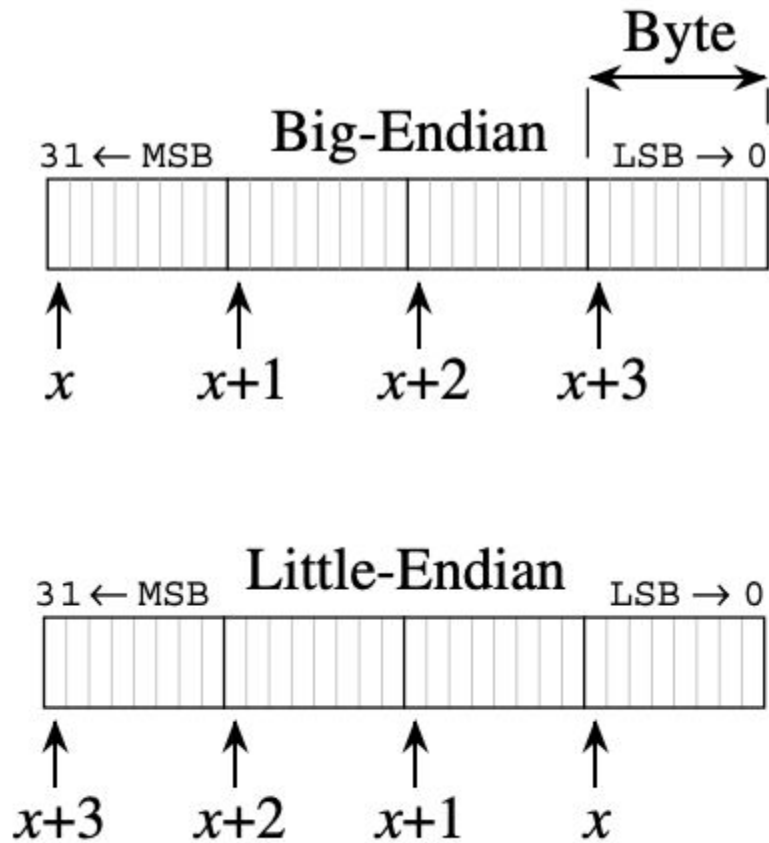 Byte
Big-Endian
31 ← MSB
LSB → 0
x
x+1
x+2
x+3
Little-Endian
31 ← MSB
LSB → 0
x+3
x+2
x+1
x